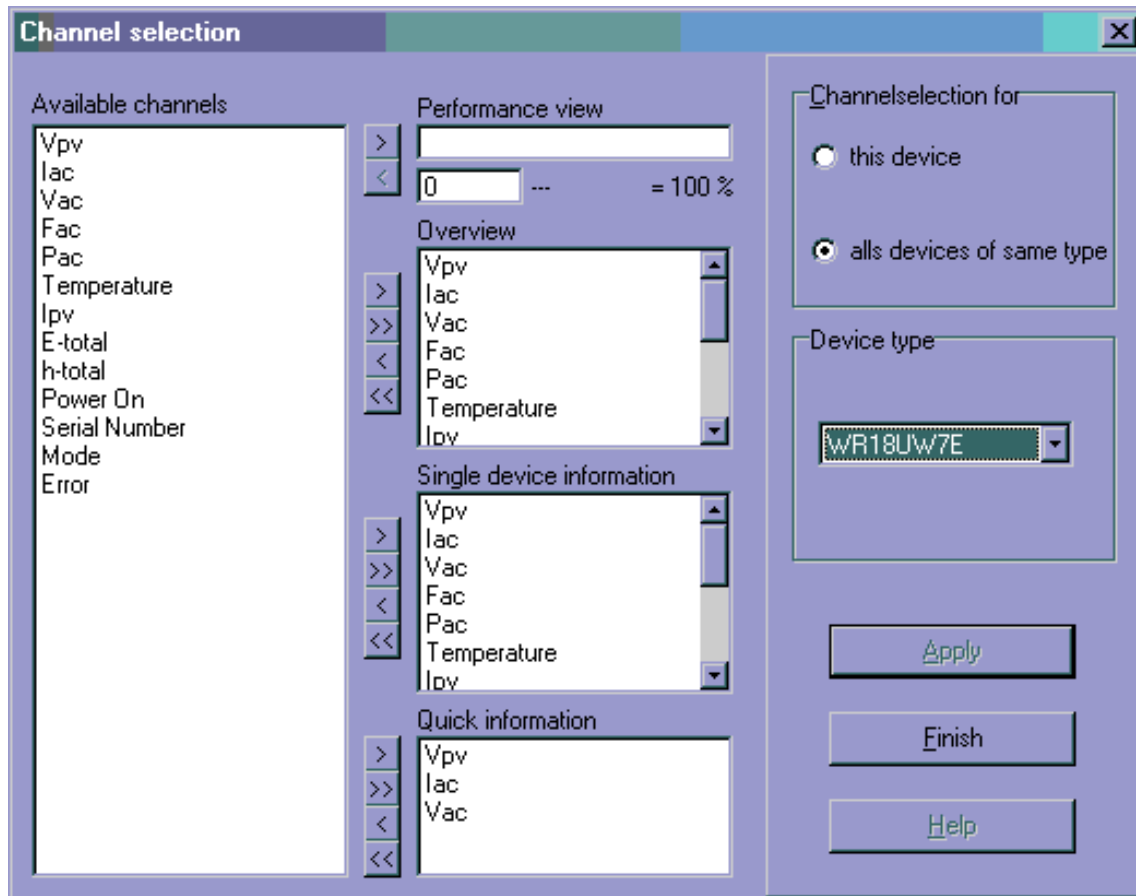 Channel selection
Available channels
Vpv
Iac
Vac
Fac
Pac
Temperature
Ipv
E-total
h-total
Power On
Serial Number
Mode
Error
>
<
Performance view
0 --- = 100 %
>
>>
<
<<
Overview
Vpv
Iac
Vac
Fac
Pac
Temperature
Ipv
>
>>
<
<<
Single device information
Vpv
Iac
Vac
Fac
Pac
Temperature
Ipv
>
>>
<
<<
Quick information
Vpv
Iac
Vac
Channelselection for
this device
alls devices of same type
Device type
WR18UW7E
Apply
Finish
Help